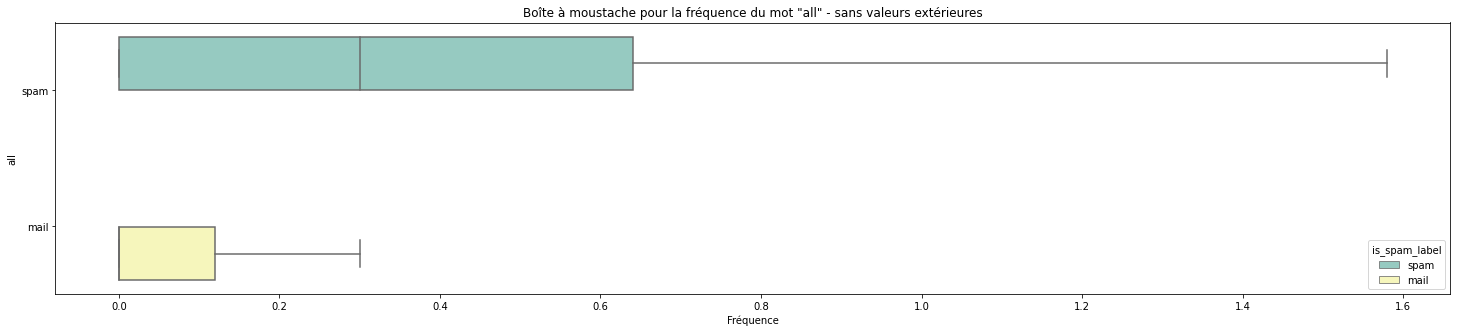 Boîte à moustache pour la fréquence du mot "all" - sans valeurs extérieures
spam
all
mail
is_spam_label
spam
mail
0.0 0.2 0.4 0.6 0.8 1.0 1.2 1.4 1.6
Fréquence